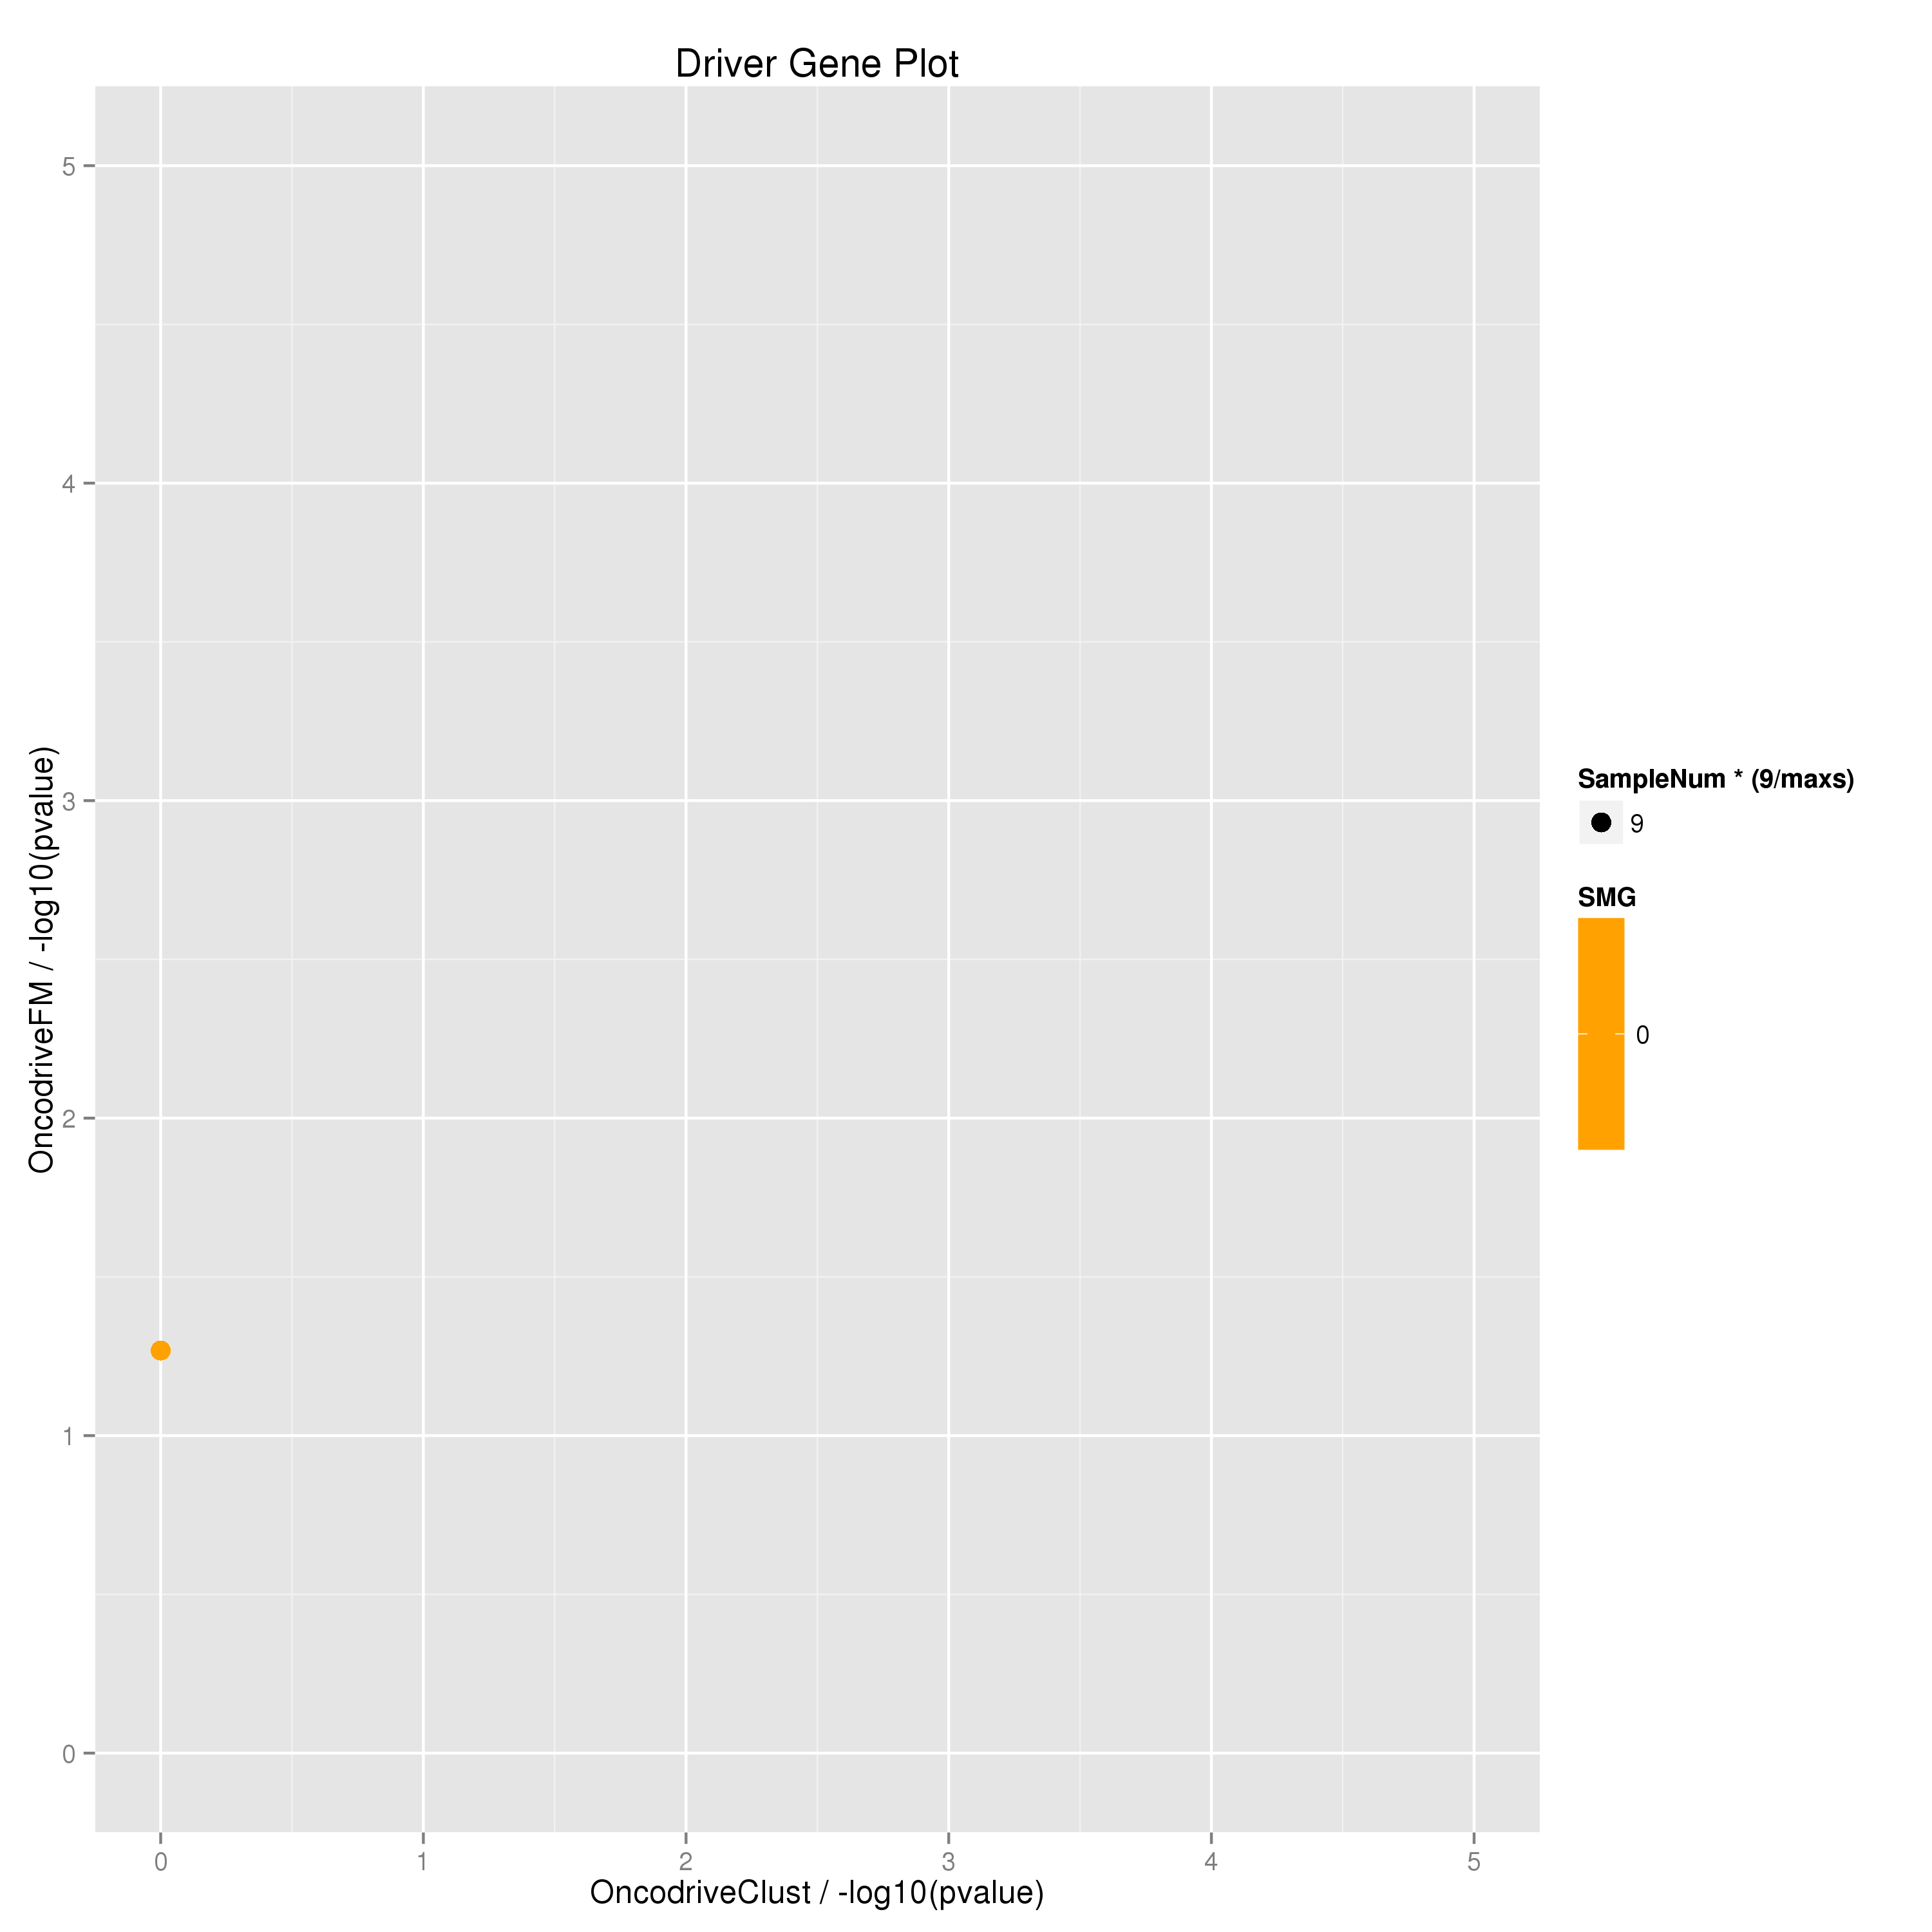 Driver Gene Plot
OncodriveFM / -log10(pvalue)
5
4
3
2
1
0
0 1 2 3 4 5
OncodriveClust / -log10(pvalue)
SampleNum * (9/maxs)
9
SMG
0